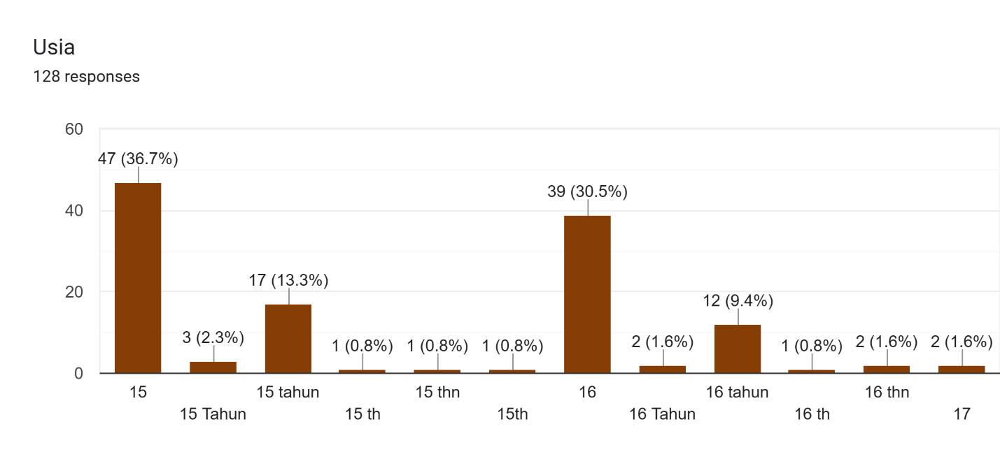 Usia
128 responses
60
40
20
0
47 (36.7%)
3 (2.3%)
17 (13.3%)
1 (0.8%)
1 (0.8%)
1 (0.8%)
39 (30.5%)
2 (1.6%)
12 (9.4%)
1 (0.8%)
2 (1.6%)
2 (1.6%)
15
15 Tahun
15 tahun
15 th
15 thn
15th
16
16 Tahun
16 tahun
16 th
16 thn
17